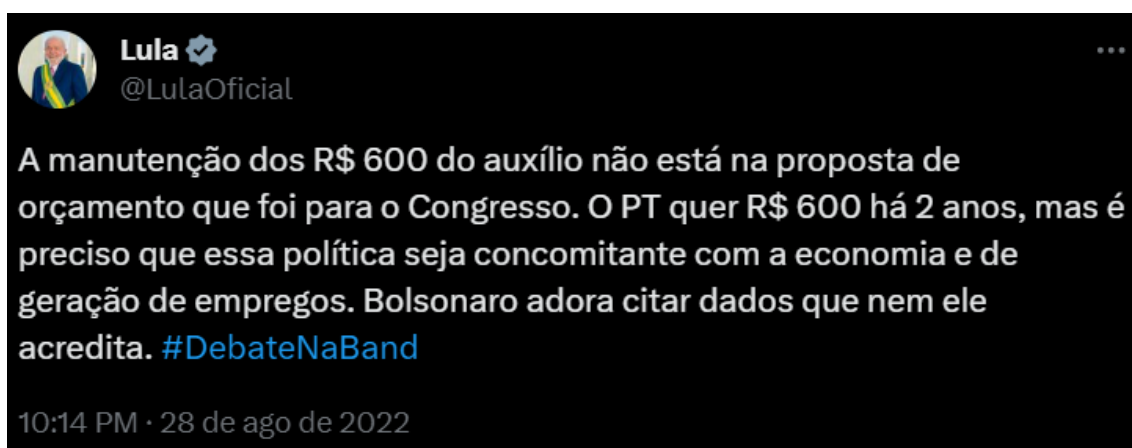 Lula
@LulaOficial
A manutenção dos R$ 600 do auxílio não está na proposta de
orçamento que foi para o Congresso. O PT quer R$ 600 há 2 anos, mas é
preciso que essa política seja concomitante com a economia e de
geração de empregos. Bolsonaro adora citar dados que nem ele
acredita. #DebateNaBand
10:14 PM · 28 de ago de 2022